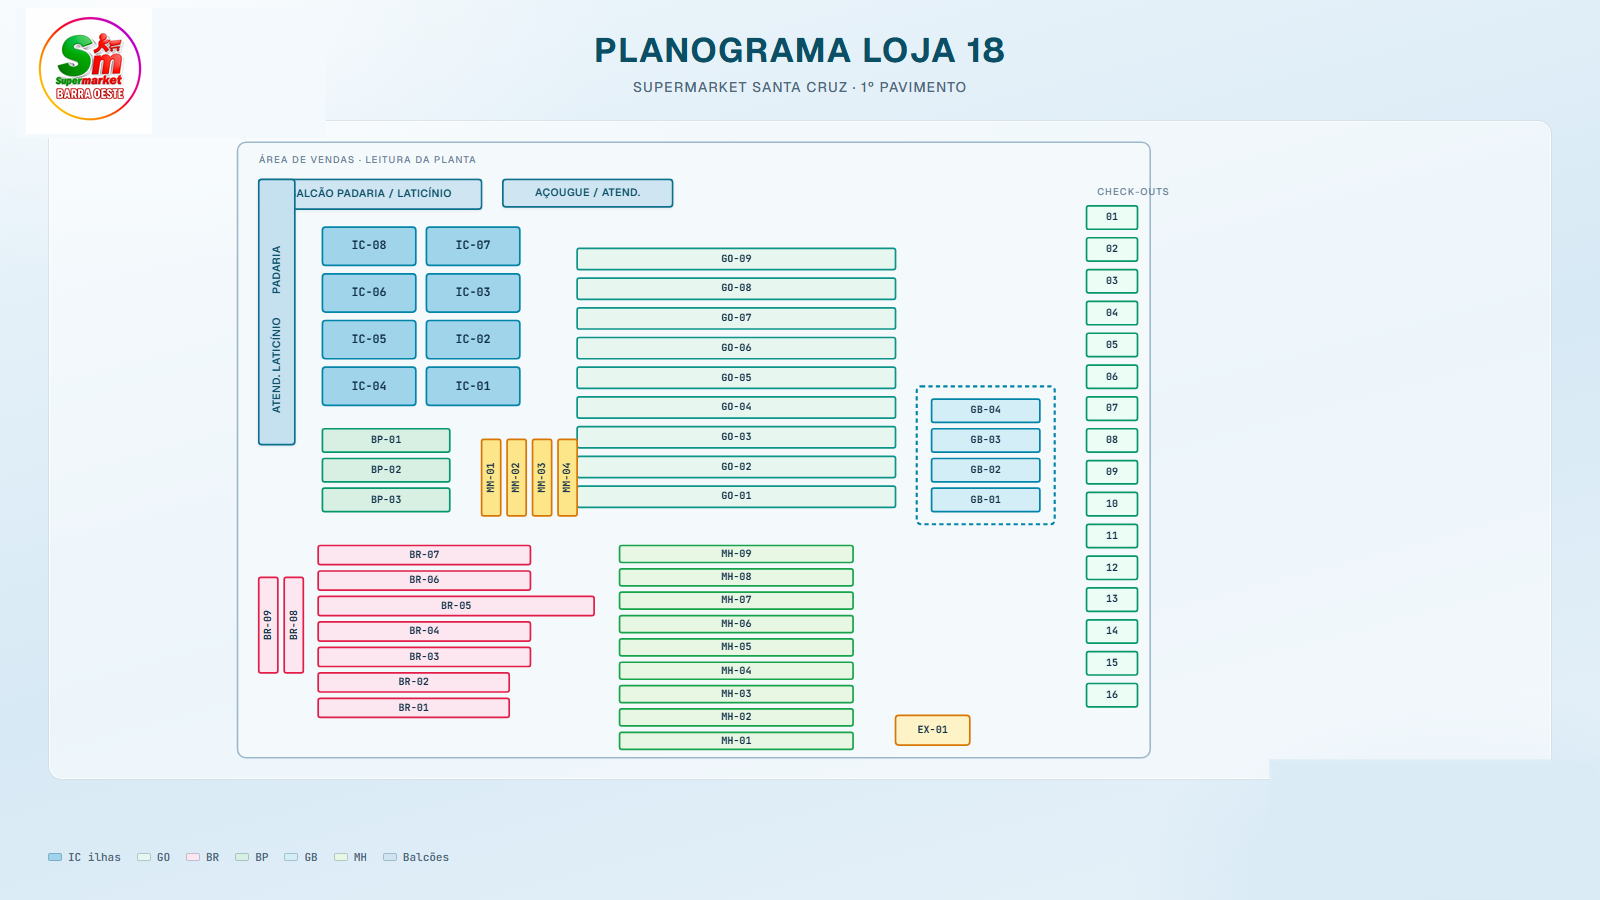 Sm
Supermarket
BARRA OESTE
PLANOGRAMA LOJA 18
SUPERMARKET SANTA CRUZ · 1º PAVIMENTO
ÁREA DE VENDAS · LEITURA DA PLANTA
ALCÃO PADARIA / LATICÍNIO
AÇOUGUE / ATEND.
PADARIA
ATEND. LATICÍNIO
IC-08
IC-07
IC-06
IC-03
IC-05
IC-02
IC-04
IC-01
BP-01
BP-02
BP-03
MM-01
MM-02
MM-03
MM-04
GO-09
GO-08
GO-07
GO-06
GO-05
GO-04
GO-03
GO-02
GO-01
GB-04
GB-03
GB-02
GB-01
CHECK-OUTS
01
02
03
04
05
06
07
08
09
10
11
12
13
14
15
16
BR-09
BR-08
BR-07
BR-06
BR-05
BR-04
BR-03
BR-02
BR-01
MH-09
MH-08
MH-07
MH-06
MH-05
MH-04
MH-03
MH-02
MH-01
EX-01
IC ilhas GO BR BP GB MH Balcões